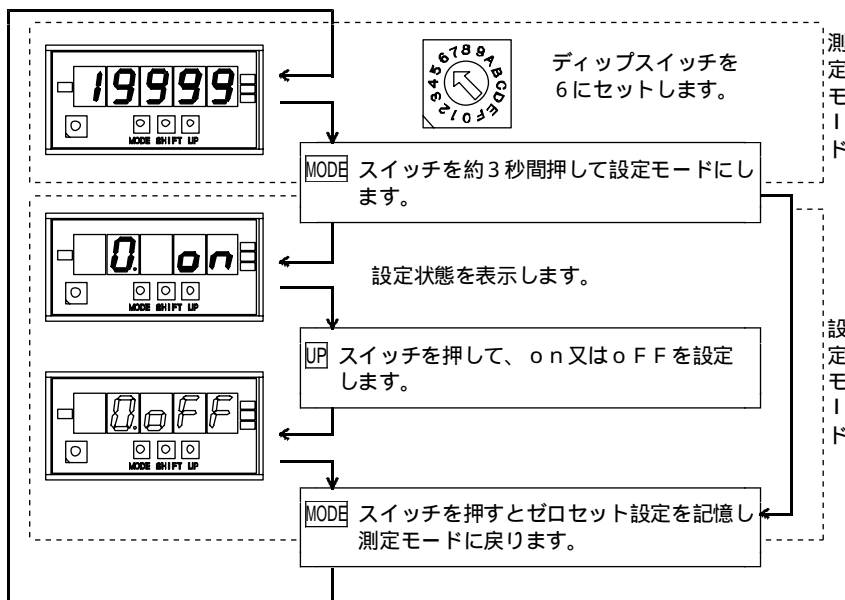 19999
MODE SHIFT UP
456789ABCDEF0123
ディップスイッチを
6にセットします。
測定モード
MODE スイッチを約3秒間押して設定モードにし
ます。
0. on
MODE SHIFT UP
設定状態を表示します。
UP スイッチを押して、on又はoFFを設定
します。
設定モード
0.oFF
MODE SHIFT UP
MODE スイッチを押すとゼロセット設定を記憶し
測定モードに戻ります。